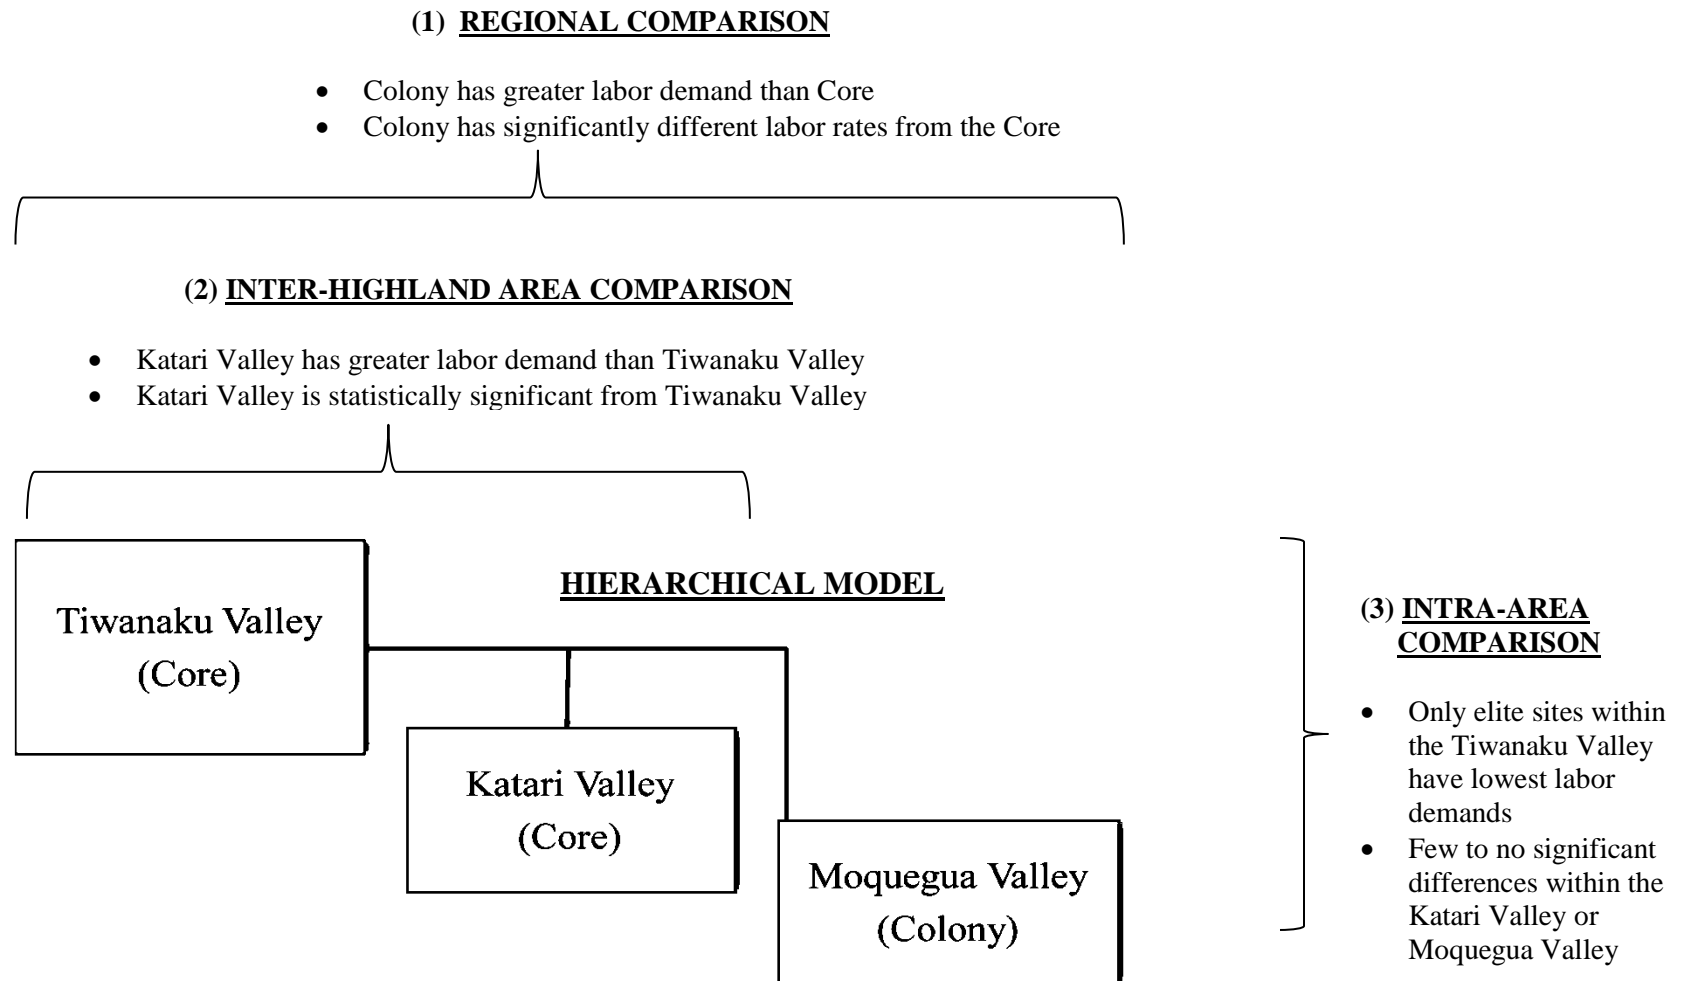 (1) REGIONAL COMPARISON
• Colony has greater labor demand than Core
• Colony has significantly different labor rates from the Core
(2) INTER-HIGHLAND AREA COMPARISON
• Katari Valley has greater labor demand than Tiwanaku Valley
• Katari Valley is statistically significant from Tiwanaku Valley
HIERARCHICAL MODEL
Tiwanaku Valley
(Core)
Katari Valley
(Core)
Moquegua Valley
(Colony)
(3) INTRA-AREA
COMPARISON
• Only elite sites within
the Tiwanaku Valley
have lowest labor
demands
• Few to no significant
differences within the
Katari Valley or
Moquegua Valley